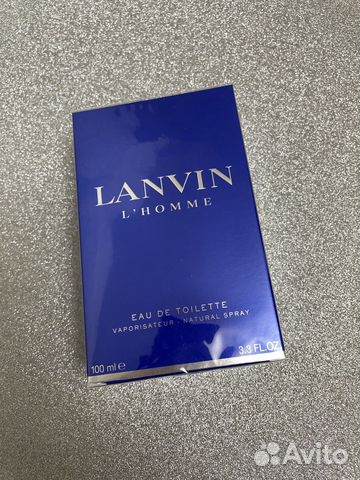 LANVIN
L'HOMME
EAU DE TOILETTE
VAPORISATEUR - NATURAL SPRAY
100 ml e 3.3 FL.OZ
Avito